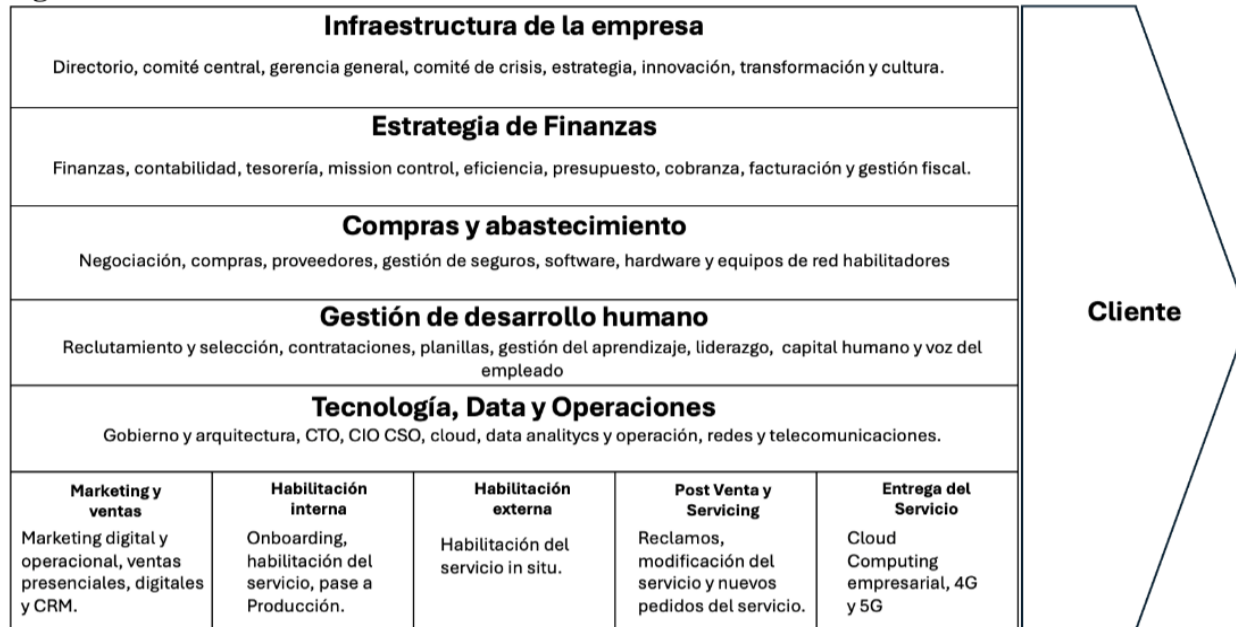 Infraestructura de la empresa
Directorio, comité central, gerencia general, comité de crisis, estrategia, innovación, transformación y cultura.
Estrategia de Finanzas
Finanzas, contabilidad, tesorería, mission control, eficiencia, presupuesto, cobranza, facturación y gestión fiscal.
Compras y abastecimiento
Negociación, compras, proveedores, gestión de seguros, software, hardware y equipos de red habilitadores
Gestión de desarrollo humano
Reclutamiento y selección, contrataciones, planillas, gestión del aprendizaje, liderazgo, capital humano y voz del
empleado
Tecnología, Data y Operaciones
Gobierno y arquitectura, CTO, CIO CSO, cloud, data analitycs y operación, redes y telecomunicaciones.
Marketing y
ventas
Marketing digital y
operacional, ventas
presenciales, digitales
y CRM.
Habilitación
interna
Onboarding,
habilitación del
servicio, pase a
Producción.
Habilitación
externa
Habilitación del
servicio in situ.
Post Venta y
Servicing
Reclamos,
modificación del
servicio y nuevos
pedidos del servicio.
Entrega del
Servicio
Cloud
Computing
empresarial, 4G
y 5G
Cliente